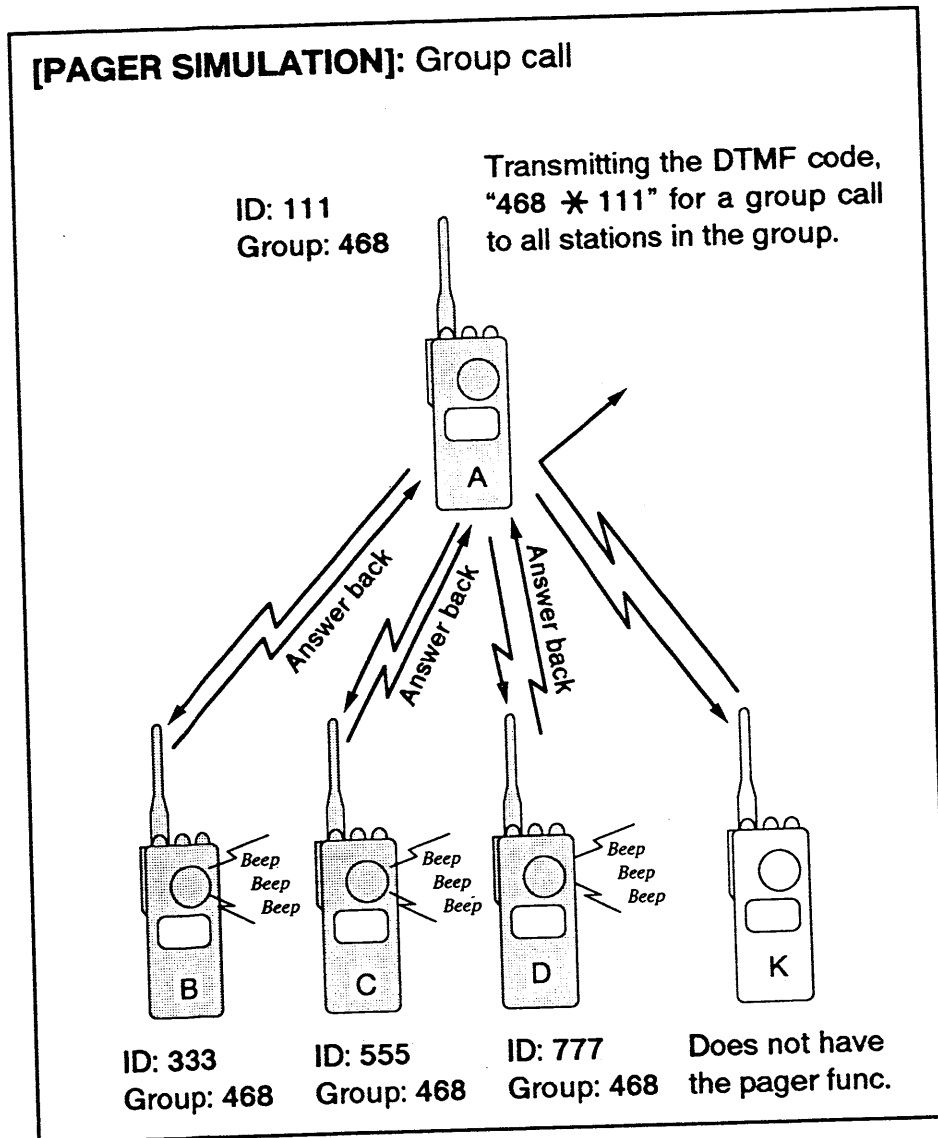 [PAGER SIMULATION]: Group call
ID: 111
Group: 468
Transmitting the DTMF code,
“468 ✱ 111” for a group call
to all stations in the group.
A
Answer back
Answer back
Answer back
Beep
Beep
Beep
Beep
Beep
Beep
Beep
Beep
Beep
B
C
D
K
ID: 333
Group: 468
ID: 555
Group: 468
ID: 777
Group: 468
Does not have
the pager func.